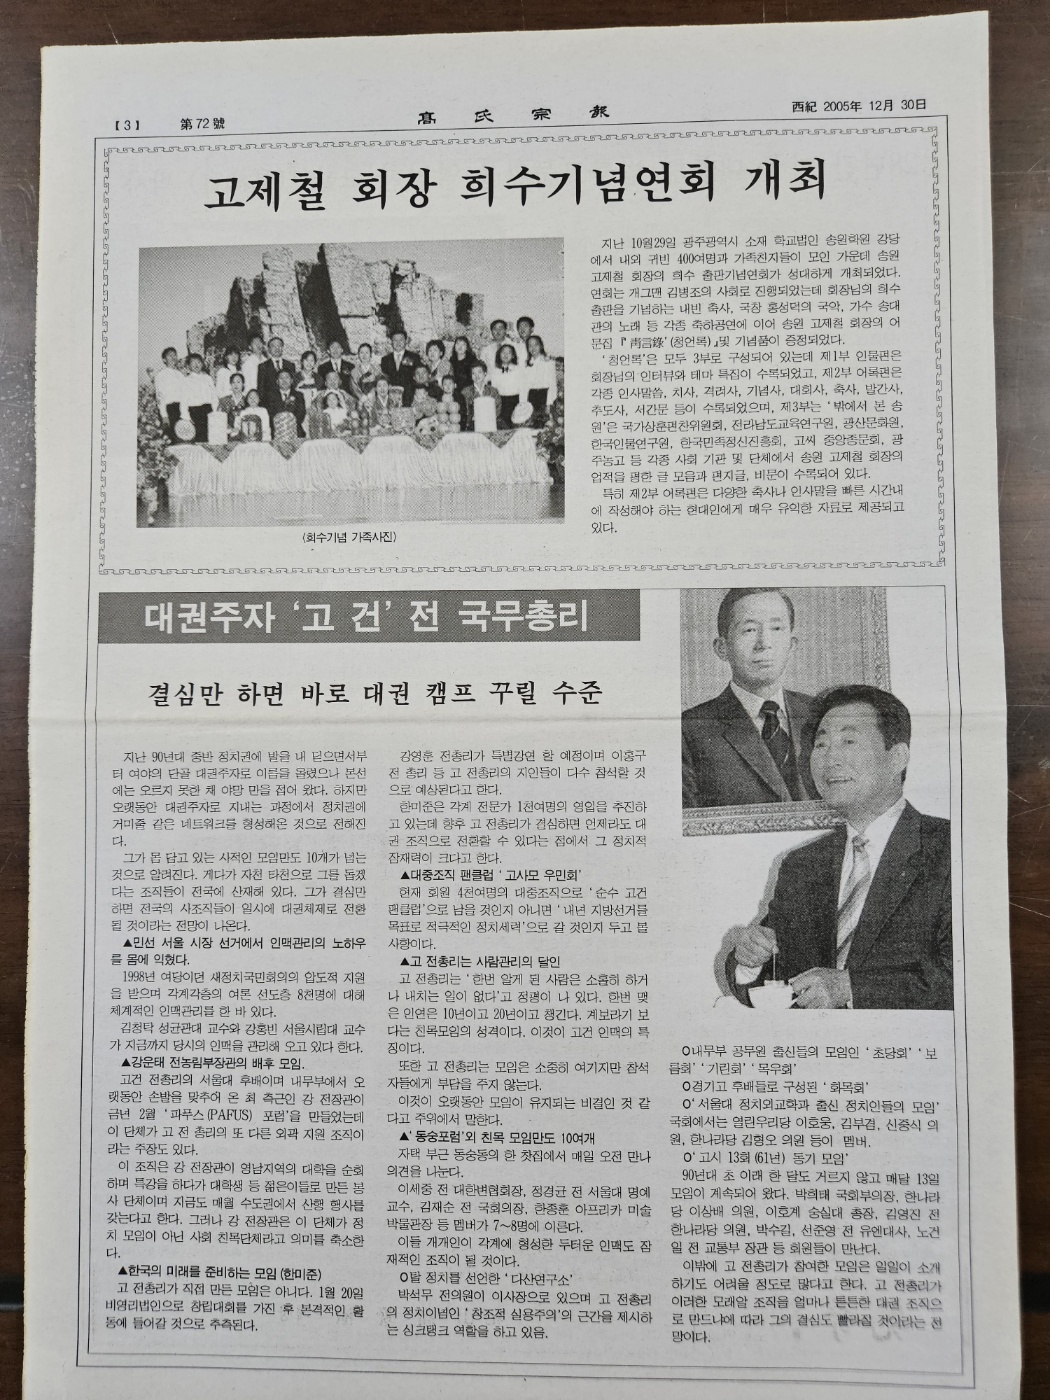 【3】 第72號
高氏宗報
西紀 2005年 12月 30日
고제철 회장 희수기념연회 개최
(희수기념 가족사진)
지난 10월29일 광주광역시 소재 학교법인 송원학원 강당
에서 내외 귀빈 400여명과 가족친지들이 모인 가운데 송원
고제철 회장의 희수 출판기념연회가 성대하게 개최되었다.
연회는 개그맨 김병조의 사회로 진행되었는데 회장님의 희수
출판을 기념하는 내빈 축사, 국창 홍성덕의 국악, 가수 송대
관의 노래 등 각종 축하공연에 이어 송원 고제철 회장의 어
문집 『靑言錄』(청언록)』및 기념품이 증정되었다.
'청언록'은 모두 3부로 구성되어 있는데 제1부 인물편은
회장님의 인터뷰와 테마 특집이 수록되었고, 제2부 어록편은
각종 인사말씀, 치사, 격려사, 기념사, 대회사, 축사, 발간사,
추도사, 서간문 등이 수록되었으며, 제3부는 '밖에서 본 송
원'은 국가상훈편찬위원회, 전라남도교육연구원, 광산문화원,
한국인물연구원, 한국민족정신진흥회, 고씨 중앙종문회, 광
주농고 등 각종 사회 기관 및 단체에서 송원 고제철 회장의
업적을 평한 글 모음과 편지글, 비문이 수록되어 있다.
특히 제2부 어록편은 다양한 축사나 인사말을 빠른 시간내
에 작성해야 하는 현대인에게 매우 유익한 자료로 제공되고
있다.
대권주자 '고 건' 전 국무총리
결심만 하면 바로 대권 캠프 꾸릴 수준
지난 90년대 중반 정치권에 발을 내 딛으면서부
터 여야의 단골 대권주자로 이름을 올렸으나 본선
에는 오르지 못한 채 야망 만을 접어 왔다. 하지만
오랫동안 대권주자로 지내는 과정에서 정치권에
거미줄 같은 네트워크를 형성해온 것으로 전해진
다.
그가 몸 담고 있는 사적인 모임만도 10개가 넘는
것으로 알려진다. 게다가 자천 타천으로 그를 돕겠
다는 조직들이 전국에 산재해 있다. 그가 결심만
하면 전국의 사조직들이 일시에 대권체제로 전환
될 것이라는 전망이 나온다.
▲민선 서울 시장 선거에서 인맥관리의 노하우
를 몸에 익혔다.
1998년 여당이던 새정치국민회의의 압도적 지원
을 받으며 각계각층의 여론 선도층 8천명에 대해
체계적인 인맥관리를 한 바 있다.
김정탁 성균관대 교수와 강홍빈 서울시립대 교수
가 지금까지 당시의 인맥을 관리해 오고 있다 한다.
▲강운태 전농림부장관의 배후 모임.
고건 전총리의 서울대 후배이며 내무부에서 오
랫동안 손발을 맞추어 온 최 측근인 강 전장관이
금년 2월 '파푸스(PAFUS) 포럼'을 만들었는데
이 단체가 고 전 총리의 또 다른 외곽 지원 조직이
라는 주장도 있다.
이 조직은 강 전장관이 영남지역의 대학을 순회
하며 특강을 하다가 대학생 등 젊은이들로 만든 봉
사 단체이며 지금도 매월 수도권에서 산행 행사를
갖는다고 한다. 그러나 강 전장관은 이 단체가 정
치 모임이 아닌 사회 친목단체라고 의미를 축소한
다.
▲한국의 미래를 준비하는 모임 (한미준)
고 전총리가 직접 만든 모임은 아니다. 1월 20일
비영리법인으로 창립대회를 가진 후 본격적인 활
동에 들어갈 것으로 추측된다.
강영훈 전총리가 특별강연 할 예정이며 이홍구
전 총리 등 고 전총리의 지인들이 다수 참석할 것
으로 예상된다고 한다.
한미준은 각계 전문가 1천여명의 영입을 추진하
고 있는데 향후 고 전총리가 결심하면 언제라도 대
권 조직으로 전환할 수 있다는 점에서 그 정치적
잠재력이 크다고 한다.
▲대중조직 팬클럽 '고사모 우민회'
현재 회원 4천여명의 대중조직으로 '순수 고건
팬클럽'으로 남을 것인지 아니면 '내년 지방선거를
목표로 적극적인 정치세력'으로 갈 것인지 두고 볼
사항이다.
▲고 전총리는 사람관리의 달인
고 전총리는 '한번 알게 된 사람은 소홀히 하거
나 내치는 일이 없다'고 정평이 나 있다. 한번 맺
은 인연은 10년이고 20년이고 챙긴다. 계보라기 보
다는 친목모임의 성격이다. 이것이 고건 인맥의 특
징이다.
또한 고 전총리는 모임은 소중히 여기지만 참석
자들에게 부담을 주지 않는다.
이것이 오랫동안 모임이 유지되는 비결인 것 같
다고 주위에서 말한다.
▲'동숭포럼'외 친목 모임만도 10여개
자택 부근 동숭동의 한 찻집에서 매일 오전 만나
의견을 나눈다.
이세중 전 대한변협회장, 정경균 전 서울대 명예
교수, 김재순 전 국회의장, 한종훈 아프리카 미술
박물관장 등 멤버가 7~8명에 이른다.
이들 개개인이 각계에 형성한 두터운 인맥도 잠
재적인 조직이 될 것이다.
O탈 정치를 선언한 '다산연구소'
박석무 전의원이 이사장으로 있으며 고 전총리
의 정치이념인 '창조적 실용주의'의 근간을 제시하
는 싱크탱크 역할을 하고 있음.
O내무부 공무원 출신들의 모임인 '초당회' '보
름회' '기린회' '목우회'
O경기고 후배들로 구성된 '화목회'
O'서울대 정치외교학과 출신 정치인들의 모임'
국회에서는 열린우리당 이호웅, 김부겸, 신중식 의
원, 한나라당 김형오 의원 등이 멤버.
O'고시 13회(61년) 동기 모임'
90년대 초 이래 한 달도 거르지 않고 매달 13일
모임이 계속되어 왔다. 박희태 국회부의장, 한나라
당 이상배 의원, 이호계 숭실대 총장, 김영진 전
한나라당 의원, 박수길, 선준영 전 유엔대사, 노건
일 전 교통부 장관 등 회원들이 만난다.
이밖에 고 전총리가 참여한 모임은 일일이 소개
하기도 어려울 정도로 많다고 한다. 고 전총리가
이러한 모래알 조직을 얼마나 튼튼한 대권 조직으
로 만드냐에 따라 그의 결심도 빨라질 것이라는 전
망이다.